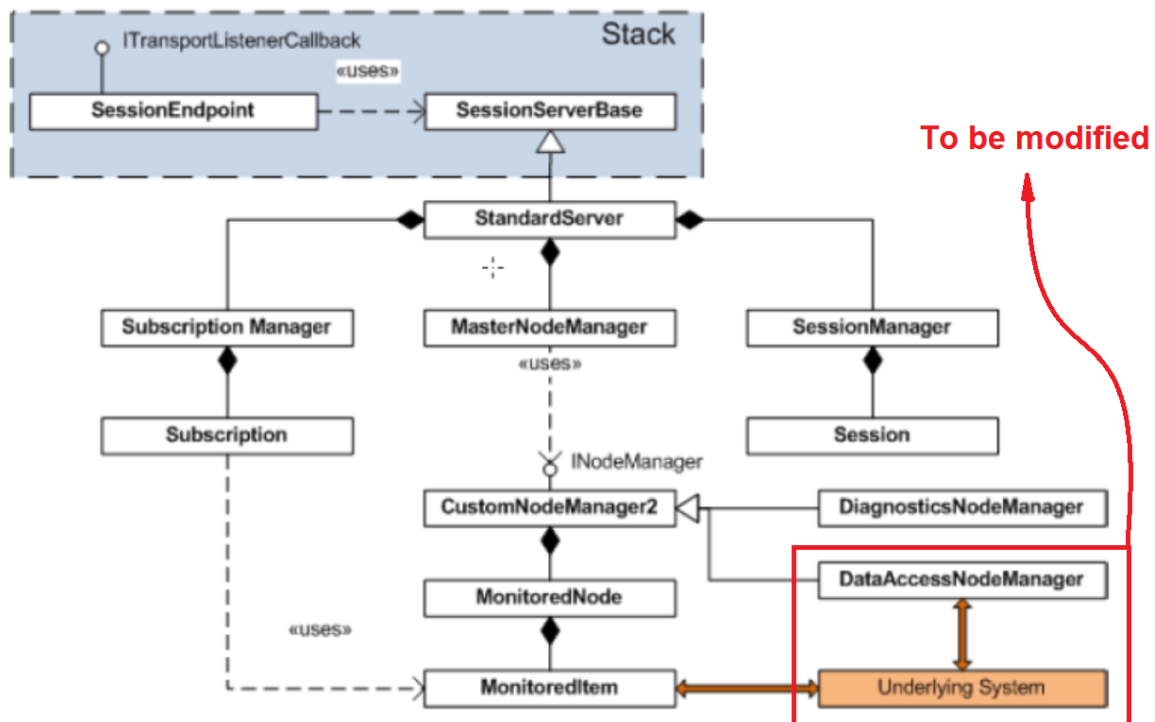 ITransportListenerCallback
Stack
«uses»
SessionEndpoint
SessionServerBase
To be modified
StandardServer
Subscription Manager
MasterNodeManager
SessionManager
«uses»
Subscription
Session
INodeManager
CustomNodeManager2
DiagnosticsNodeManager
DataAccessNodeManager
MonitoredNode
«uses»
MonitoredItem
Underlying System